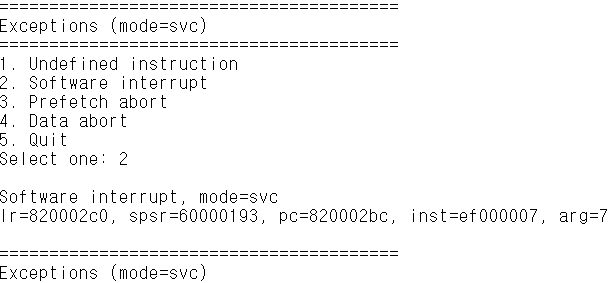 ========================================
Exceptions (mode=svc)
========================================
1. Undefined instruction
2. Software interrupt
3. Prefetch abort
4. Data abort
5. Quit
Select one: 2
Software interrupt, mode=svc
lr=820002c0, spsr=60000193, pc=820002bc, inst=ef000007, arg=7
========================================
Exceptions (mode=svc)